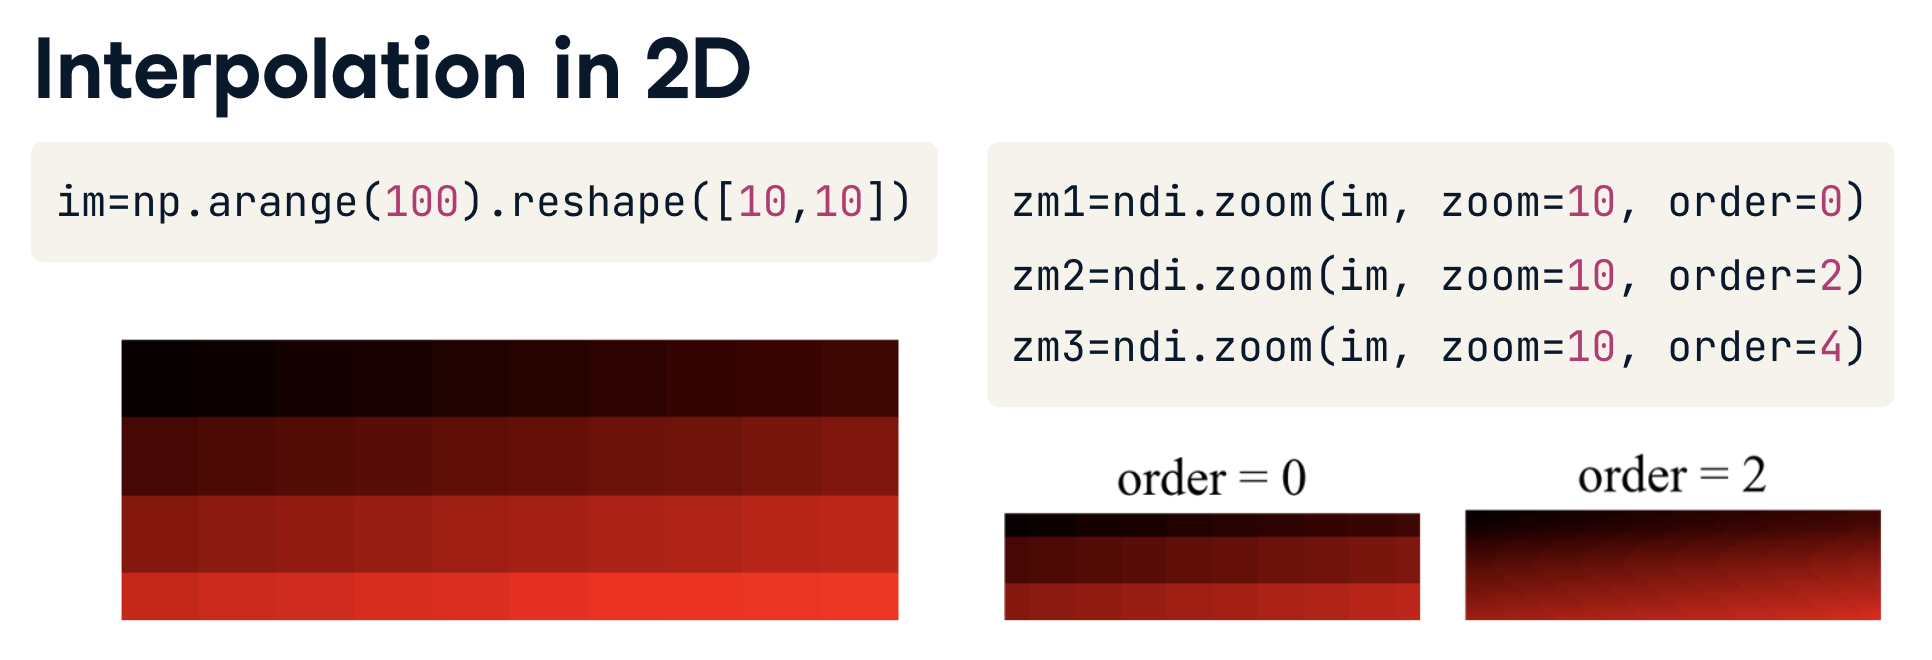 Interpolation in 2D
im=np.arange(100).reshape([10,10])
zm1=ndi.zoom(im, zoom=10, order=0)
zm2=ndi.zoom(im, zoom=10, order=2)
zm3=ndi.zoom(im, zoom=10, order=4)
order = 0
order = 2